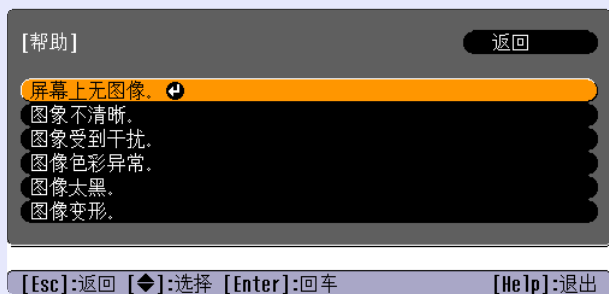 [帮助]
返回
屏幕上无图像.
图象不清晰.
图象受到干扰.
图像色彩异常.
图像太黑.
图像变形.
[Esc]:返回 [◆]:选择 [Enter]:回车 [Help]:退出